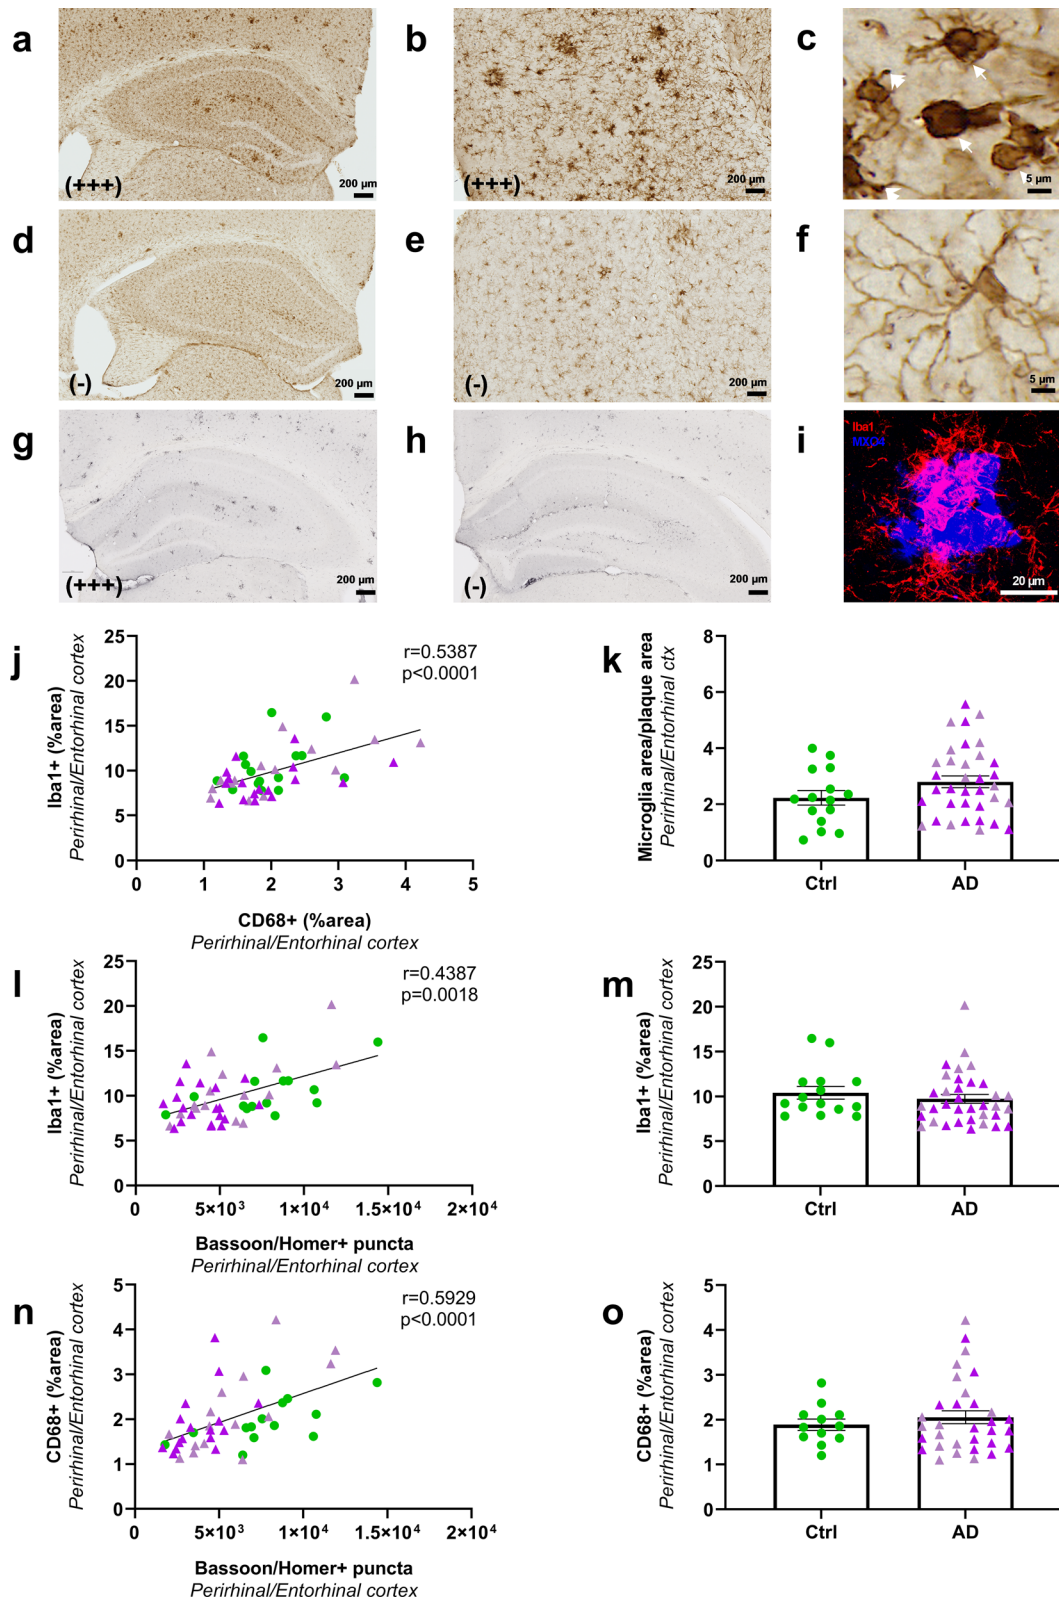 a
(+++)
200 µm
b
(+++)
200 µm
c
5 µm
d
(-)
200 µm
e
(-)
200 µm
f
5 µm
g
(+++)
200 µm
h
(-)
200 µm
i
Iba1
MXO4
20 µm
j
Iba1+ (%area)
Perirhinal/Entorhinal cortex
25
20
15
10
5
0
r=0.5387
p<0.0001
0 1 2 3 4 5
CD68+ (%area)
Perirhinal/Entorhinal cortex
k
Microglia area/plaque area
Perirhinal/Entorhinal ctx
8
6
4
2
0
Ctrl AD
l
Iba1+ (%area)
Perirhinal/Entorhinal cortex
25
20
15
10
5
0
r=0.4387
p=0.0018
0 5×10³ 1×10⁴ 1.5×10⁴ 2×10⁴
Bassoon/Homer+ puncta
Perirhinal/Entorhinal cortex
m
Iba1+ (%area)
Perirhinal/Entorhinal cortex
25
20
15
10
5
0
Ctrl AD
n
CD68+ (%area)
Perirhinal/Entorhinal cortex
5
4
3
2
1
0
r=0.5929
p<0.0001
0 5×10³ 1×10⁴ 1.5×10⁴ 2×10⁴
Bassoon/Homer+ puncta
Perirhinal/Entorhinal cortex
o
CD68+ (%area)
Perirhinal/Entorhinal cortex
5
4
3
2
1
0
Ctrl AD